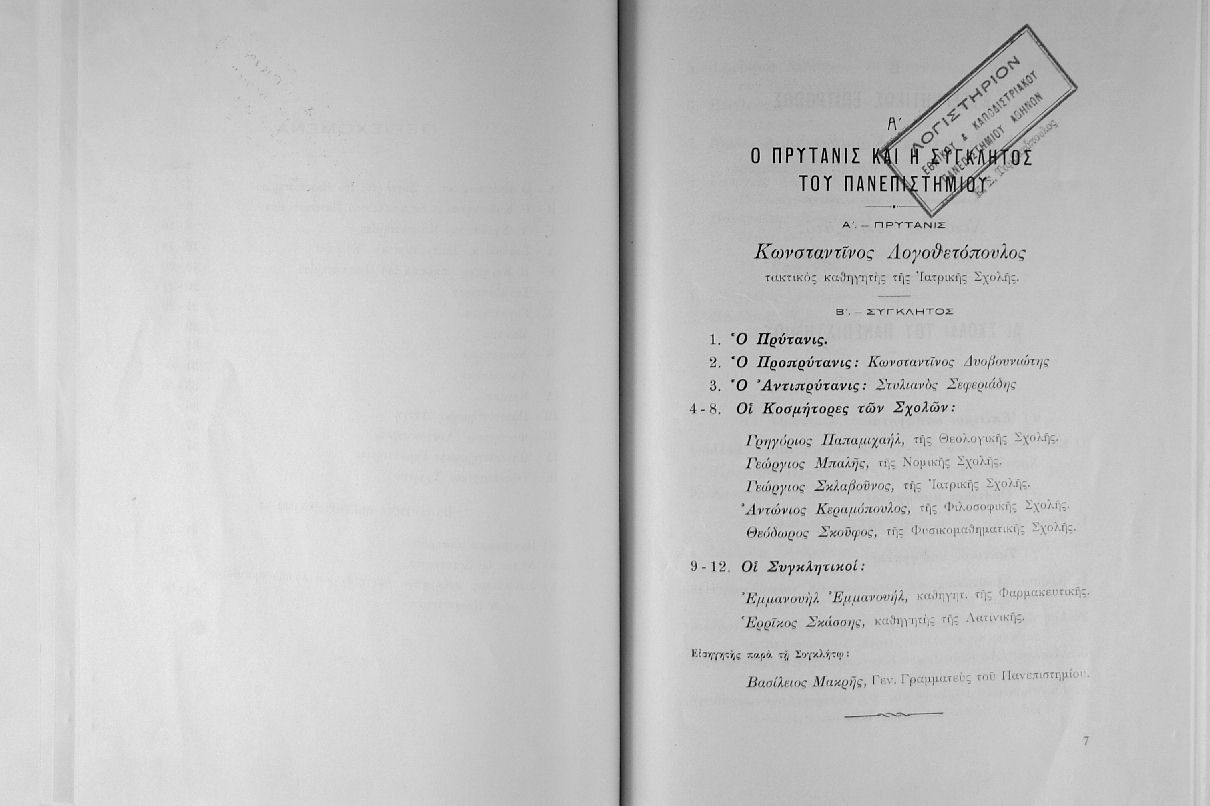 ΛΟΓΙΣΤΗΡΙΟΝ
ΕΘΝΙΚΟΥ & ΚΑΠΟΔΙΣΤΡΙΑΚΟΥ
ΠΑΝΕΠΙΣΤΗΜΙΟΥ ΑΘΗΝΩΝ
Α′
Ο ΠΡΥΤΑΝΙΣ ΚΑΙ Η ΣΥΓΚΛΗΤΟΣ
ΤΟΥ ΠΑΝΕΠΙΣΤΗΜΙΟΥ
Α′. — ΠΡΥΤΑΝΙΣ
Κωνσταντῖνος Λογοθετόπουλος
τακτικὸς καθηγητὴς τῆς Ἰατρικῆς Σχολῆς.
Β′. — ΣΥΓΚΛΗΤΟΣ
1. Ὁ Πρύτανις.
2. Ὁ Προπρύτανις: Κωνσταντῖνος Δυοβουνιώτης
3. Ὁ Ἀντιπρύτανις: Στυλιανὸς Σεφεριάδης
4 - 8. Οἱ Κοσμήτορες τῶν Σχολῶν:
Γρηγόριος Παπαμιχαήλ, τῆς Θεολογικῆς Σχολῆς.
Γεώργιος Μπαλῆς, τῆς Νομικῆς Σχολῆς.
Γεώργιος Σκλαβοῦνος, τῆς Ἰατρικῆς Σχολῆς.
Ἀντώνιος Κεραμόπουλος, τῆς Φιλοσοφικῆς Σχολῆς.
Θεόδωρος Σκοῦφος, τῆς Φυσικομαθηματικῆς Σχολῆς.
9 - 12. Οἱ Συγκλητικοί:
Ἐμμανουὴλ Ἐμμανουήλ, καθηγητ. τῆς Φαρμακευτικῆς.
Ἑρρῖκος Σκάσσης, καθηγητὴς τῆς Λατινικῆς.
Εἰσηγητὴς παρὰ τῇ Συγκλήτῳ:
Βασίλειος Μακρῆς, Γεν. Γραμματεὺς τοῦ Πανεπιστημίου.
7